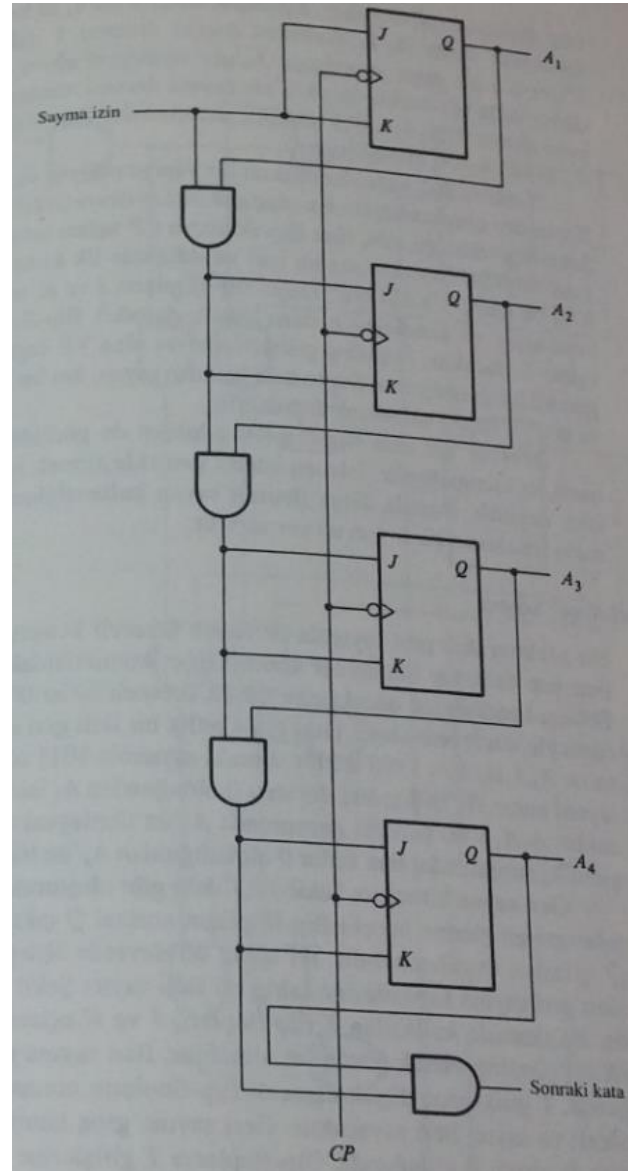 J Q A1
Sayma izin
K
J Q A2
K
J Q A3
K
J Q A4
K
Sonraki kata
CP